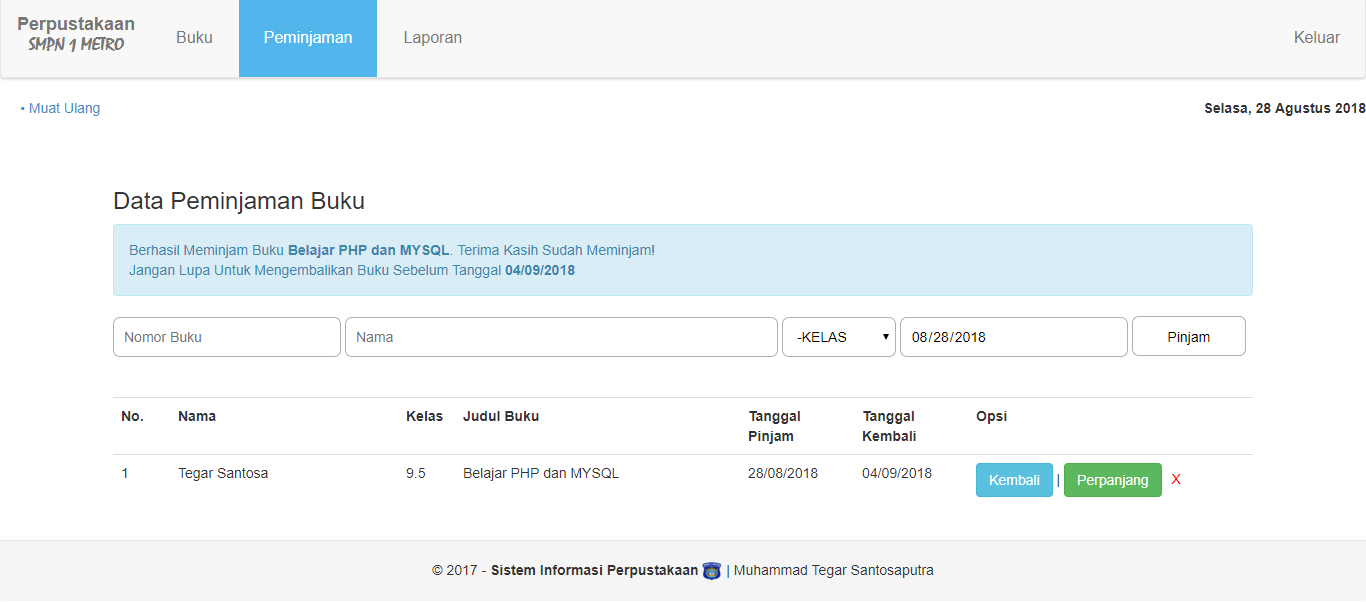 Perpustakaan
SMPN 1 METRO
Buku
Peminjaman
Laporan
Keluar
• Muat Ulang
Selasa, 28 Agustus 2018
Data Peminjaman Buku
Berhasil Meminjam Buku Belajar PHP dan MYSQL. Terima Kasih Sudah Meminjam!
Jangan Lupa Untuk Mengembalikan Buku Sebelum Tanggal 04/09/2018
Nomor Buku
Nama
-KELAS
08/28/2018
Pinjam
No.
Nama
Kelas
Judul Buku
Tanggal
Pinjam
Tanggal
Kembali
Opsi
1
Tegar Santosa
9.5
Belajar PHP dan MYSQL
28/08/2018
04/09/2018
Kembali | Perpanjang X
© 2017 - Sistem Informasi Perpustakaan | Muhammad Tegar Santosaputra